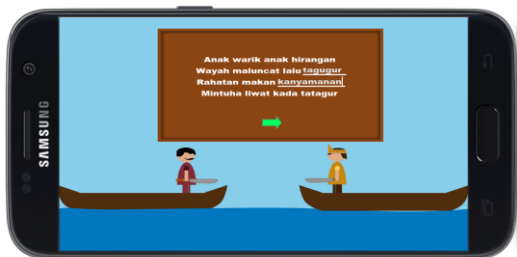 SAMSUNG
Anak warik anak hirangan
Wayah maluncat lalu tagugur
Rahatan makan kanyamanan
Mintuha liwat kada tatagur